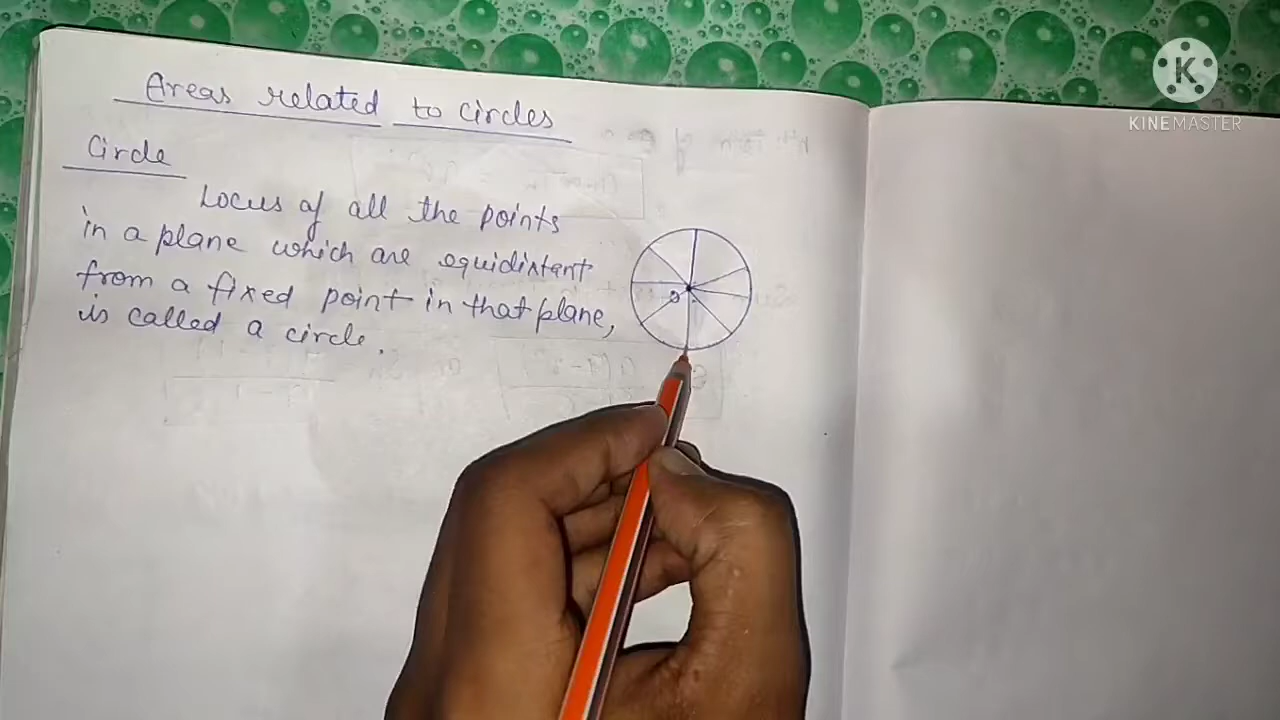 Areas related to circles
Circle
Locus of all the points
in a plane which are equidistant
from a fixed point in that plane,
is called a circle.
O
K
KINEMASTER